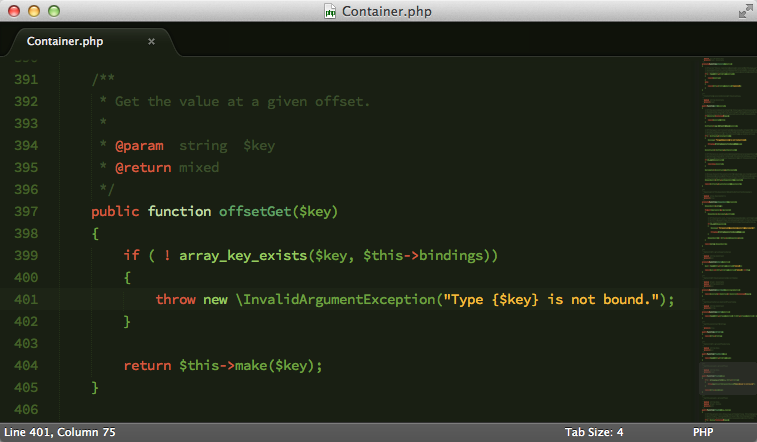 Container.php
Container.php ×
391 /**
392 * Get the value at a given offset.
393 *
394 * @param  string  $key
395 * @return mixed
396 */
397 public function offsetGet($key)
398 {
399 if ( ! array_key_exists($key, $this->bindings))
400 {
401 throw new \InvalidArgumentException("Type {$key} is not bound.");
402 }
403
404 return $this->make($key);
405 }
406
Line 401, Column 75 Tab Size: 4 PHP